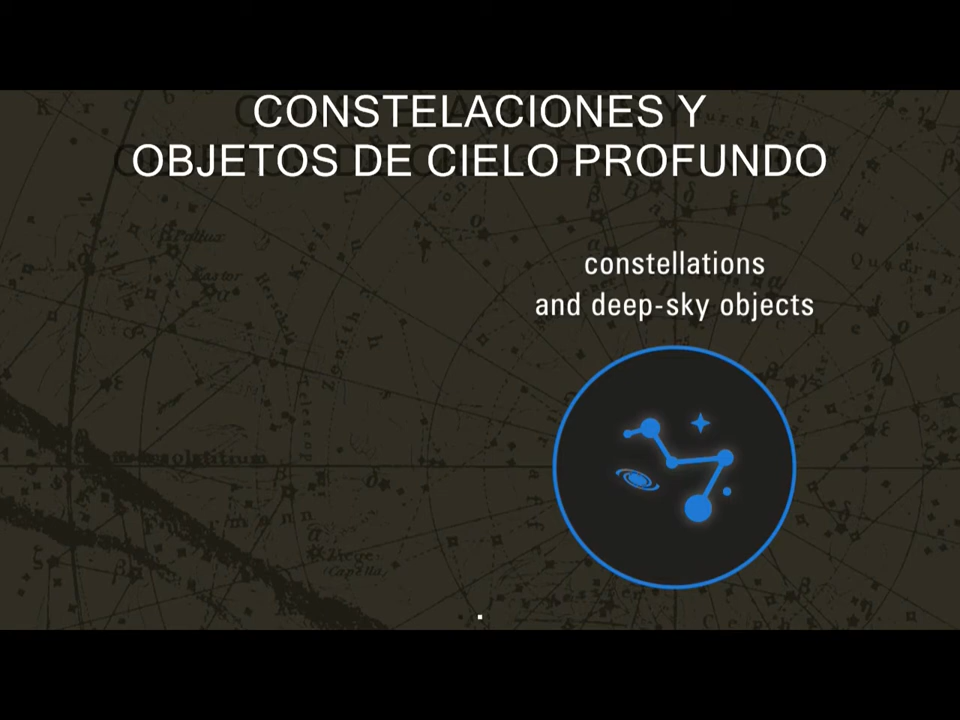 CONSTELACIONES Y
OBJETOS DE CIELO PROFUNDO
constellations
and deep-sky objects
.